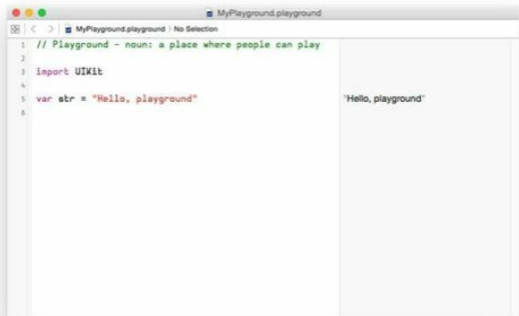 MyPlayground.playground
MyPlayground.playground › No Selection
1 // Playground – noun: a place where people can play
2
3 import UIKit
4
5 var str = "Hello, playground"
"Hello, playground"
6